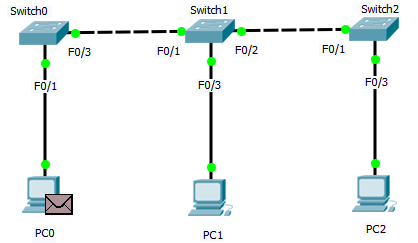 Switch0
Switch1
Switch2
F0/3
F0/1
F0/2
F0/1
F0/1
F0/3
F0/3
PC0
PC1
PC2